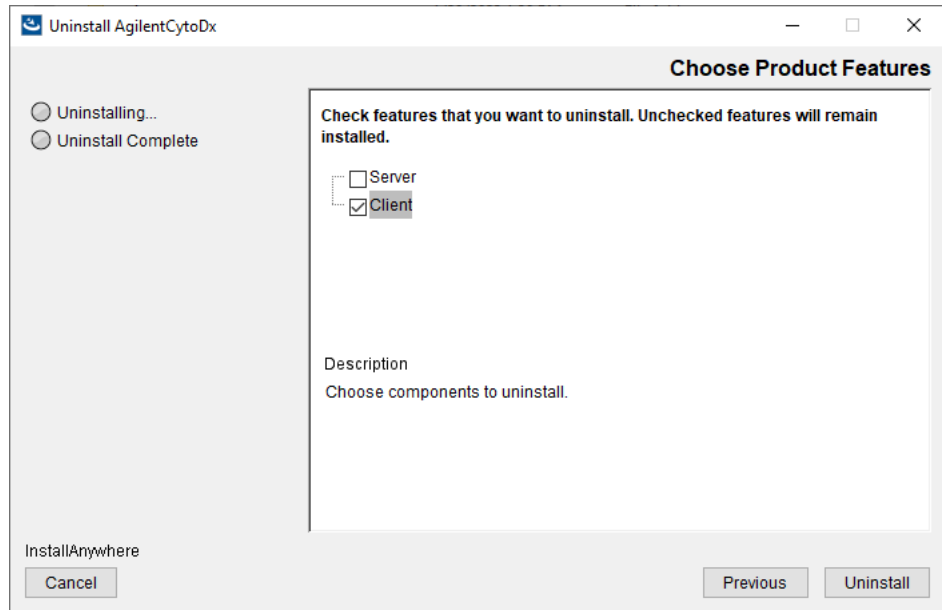 Uninstall AgilentCytoDx
Choose Product Features
Uninstalling...
Uninstall Complete
Check features that you want to uninstall. Unchecked features will remain
installed.
Server
Client
Description
Choose components to uninstall.
InstallAnywhere
Cancel
Previous
Uninstall